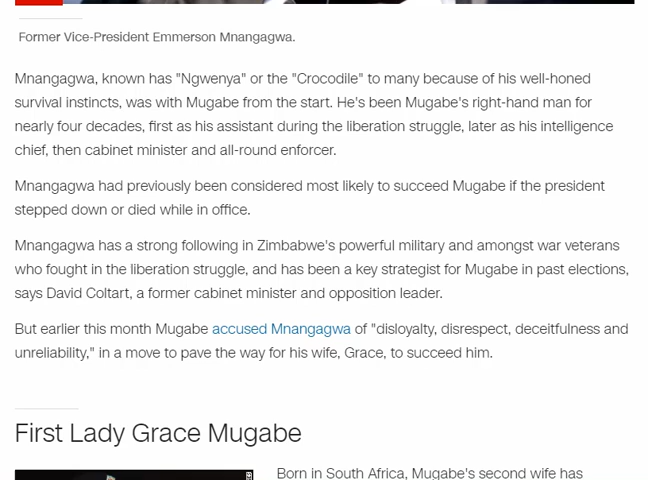 Former Vice-President Emmerson Mnangagwa.
Mnangagwa, known has "Ngwenya" or the "Crocodile" to many because of his well-honed
survival instincts, was with Mugabe from the start. He's been Mugabe's right-hand man for
nearly four decades, first as his assistant during the liberation struggle, later as his intelligence
chief, then cabinet minister and all-round enforcer.
Mnangagwa had previously been considered most likely to succeed Mugabe if the president
stepped down or died while in office.
Mnangagwa has a strong following in Zimbabwe's powerful military and amongst war veterans
who fought in the liberation struggle, and has been a key strategist for Mugabe in past elections,
says David Coltart, a former cabinet minister and opposition leader.
But earlier this month Mugabe accused Mnangagwa of "disloyalty, disrespect, deceitfulness and
unreliability," in a move to pave the way for his wife, Grace, to succeed him.
First Lady Grace Mugabe
Born in South Africa, Mugabe's second wife has